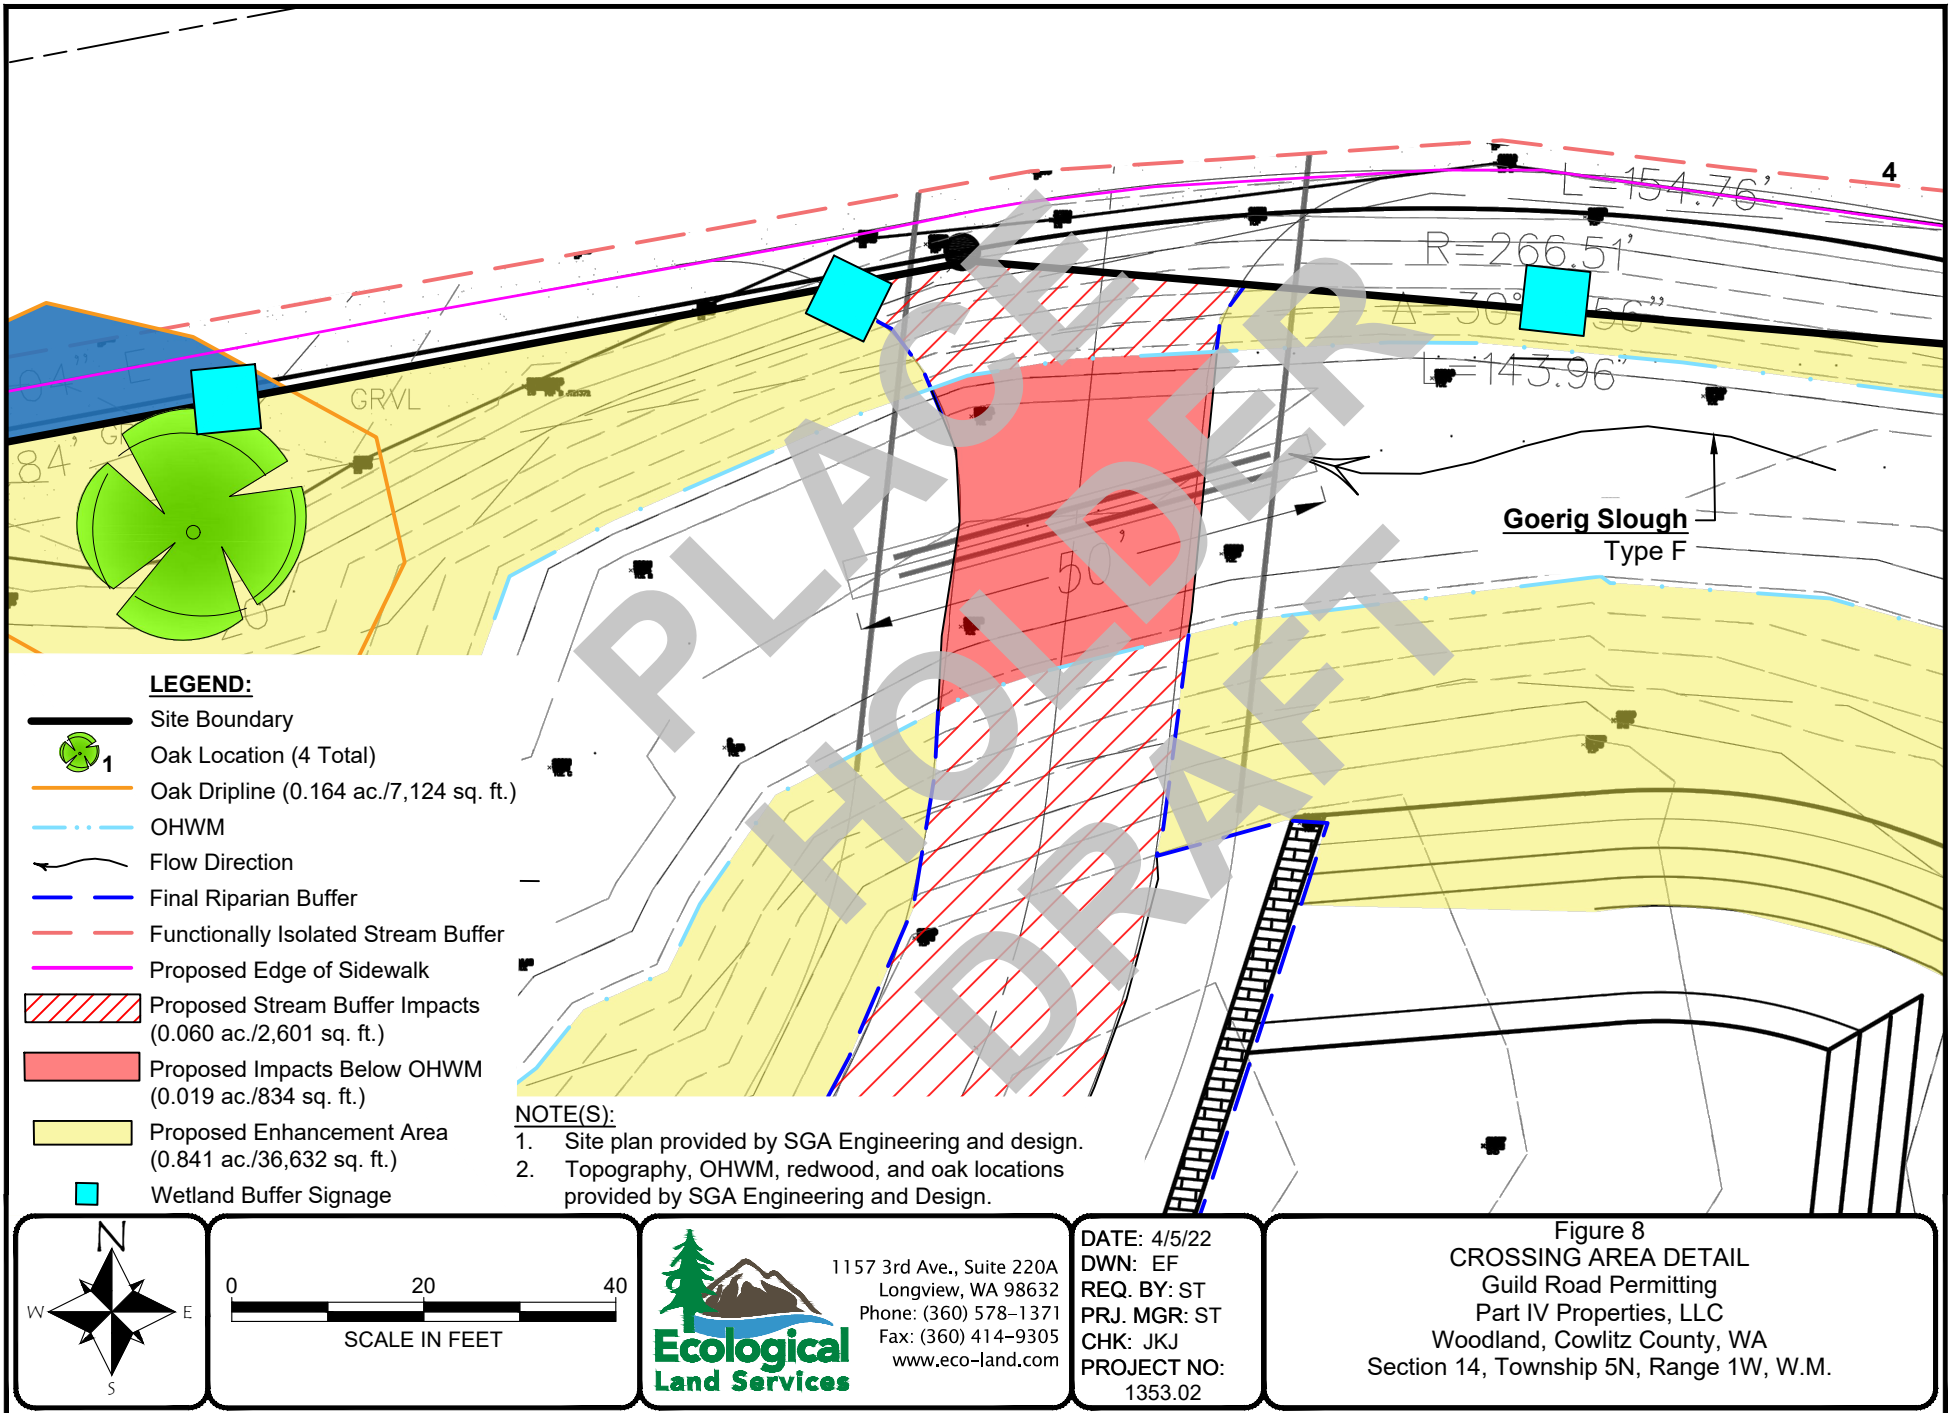 4
L=154.76'
R=266.51'
L=143.96'
GRVL
84'
Goerig Slough
Type F
50'
20
PLACE
HOLDER
DRAFT
LEGEND:
Site Boundary
1
Oak Location (4 Total)
Oak Dripline (0.164 ac./7,124 sq. ft.)
OHWM
Flow Direction
Final Riparian Buffer
Functionally Isolated Stream Buffer
Proposed Edge of Sidewalk
Proposed Stream Buffer Impacts
(0.060 ac./2,601 sq. ft.)
Proposed Impacts Below OHWM
(0.019 ac./834 sq. ft.)
Proposed Enhancement Area
(0.841 ac./36,632 sq. ft.)
Wetland Buffer Signage
NOTE(S):
1. Site plan provided by SGA Engineering and design.
2. Topography, OHWM, redwood, and oak locations
provided by SGA Engineering and Design.
N
W E
S
0 20 40
SCALE IN FEET
Ecological
Land Services
1157 3rd Ave., Suite 220A
Longview, WA 98632
Phone: (360) 578-1371
Fax: (360) 414-9305
www.eco-land.com
DATE: 4/5/22
DWN: EF
REQ. BY: ST
PRJ. MGR: ST
CHK: JKJ
PROJECT NO:
1353.02
Figure 8
CROSSING AREA DETAIL
Guild Road Permitting
Part IV Properties, LLC
Woodland, Cowlitz County, WA
Section 14, Township 5N, Range 1W, W.M.